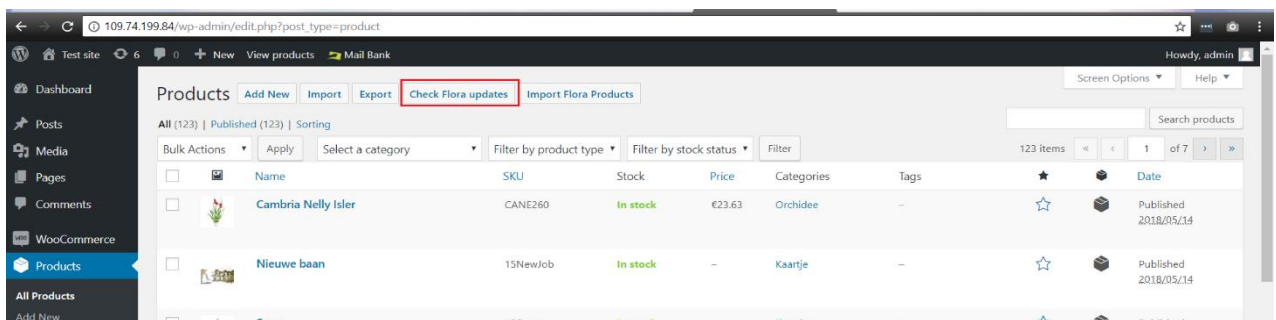 109.74.199.84/wp-admin/edit.php?post_type=product
Test site 6 0 New View products Mail Bank Howdy, admin
Screen Options Help
Dashboard
Products Add New Import Export Check Flora updates Import Flora Products
Posts
All (123) | Published (123) | Sorting Search products
Media
Bulk Actions Apply Select a category Filter by product type Filter by stock status Filter 123 items « ‹ 1 of 7 › »
Pages
Name SKU Stock Price Categories Tags Date
Comments
Cambria Nelly Isler CANE260 In stock €23.63 Orchidee – Published
2018/05/14
WooCommerce
Products
Nieuwe baan 15NewJob In stock – Kaartje – Published
2018/05/14
All Products
Add New